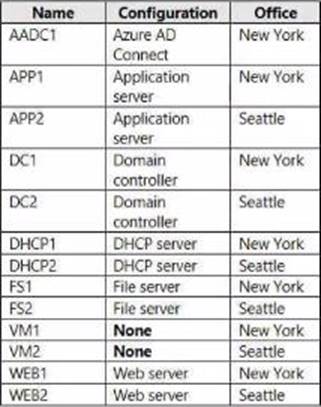 Name Configuration Office
AADC1 Azure AD New York
Connect
APP1 Application New York
server
APP2 Application Seattle
server
DC1 Domain New York
controller
DC2 Domain Seattle
controller
DHCP1 DHCP server New York
DHCP2 DHCP server Seattle
FS1 File server New York
FS2 File server Seattle
VM1 None New York
VM2 None Seattle
WEB1 Web server New York
WEB2 Web server Seattle